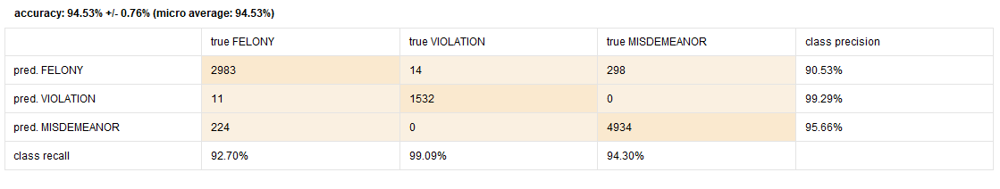 accuracy: 94.53% +/- 0.76% (micro average: 94.53%)
true FELONY true VIOLATION true MISDEMEANOR class precision
pred. FELONY 2983 14 298 90.53%
pred. VIOLATION 11 1532 0 99.29%
pred. MISDEMEANOR 224 0 4934 95.66%
class recall 92.70% 99.09% 94.30%